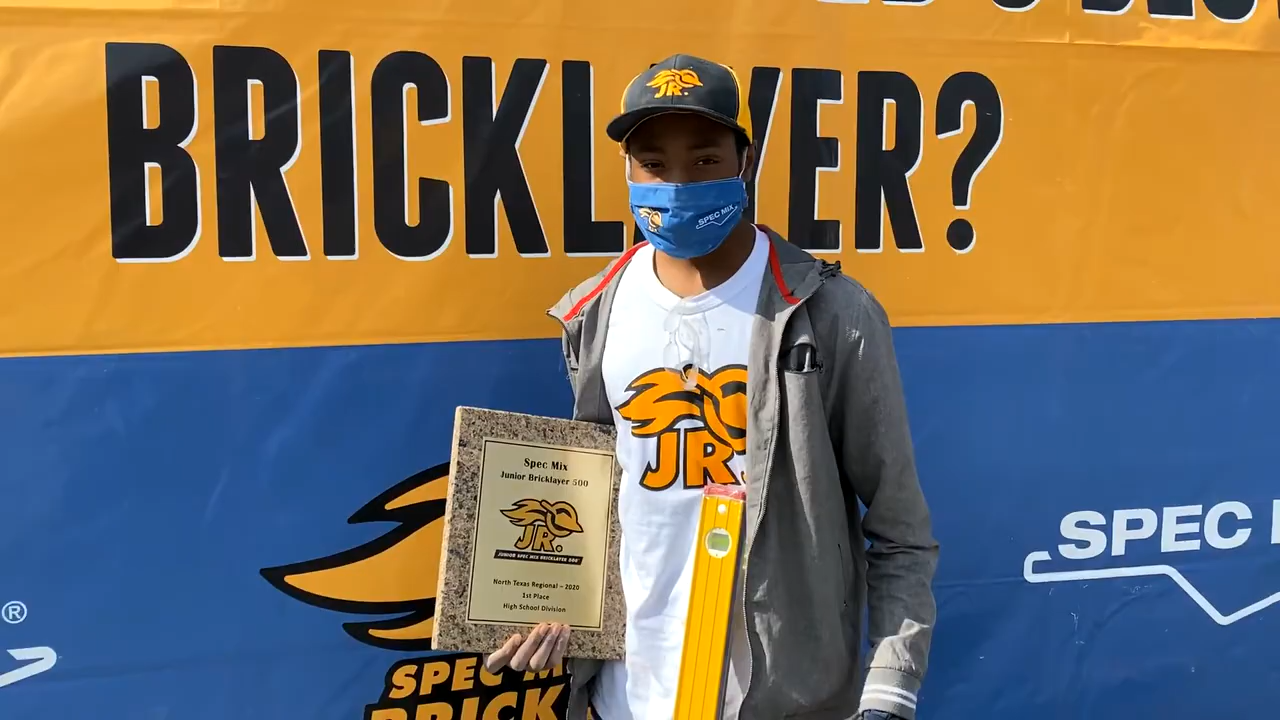 BRICKLAYER?
JR.
SPEC MIX
JR.
Spec Mix
Junior Bricklayer 500
JR.
JUNIOR SPEC MIX BRICKLAYER 500
North Texas Regional – 2020
1st Place
High School Division
SPEC
®
SPEC M
BRICK